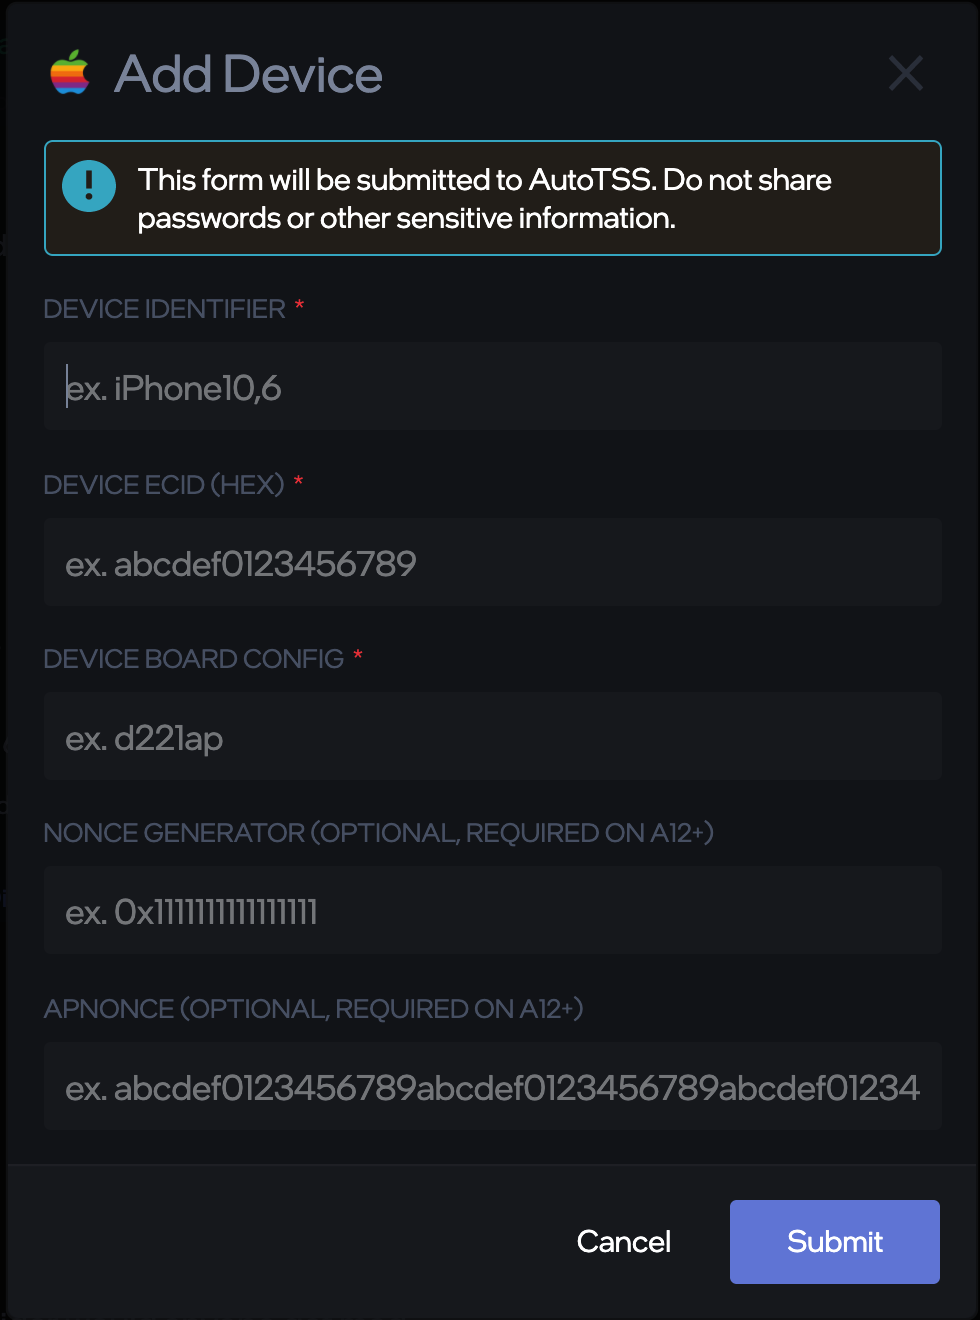 Add Device
This form will be submitted to AutoTSS. Do not share
passwords or other sensitive information.
DEVICE IDENTIFIER *
ex. iPhone10,6
DEVICE ECID (HEX) *
ex. abcdef0123456789
DEVICE BOARD CONFIG *
ex. d221ap
NONCE GENERATOR (OPTIONAL, REQUIRED ON A12+)
ex. 0x1111111111111111
APNONCE (OPTIONAL, REQUIRED ON A12+)
ex. abcdef0123456789abcdef0123456789abcdef01234
Cancel
Submit